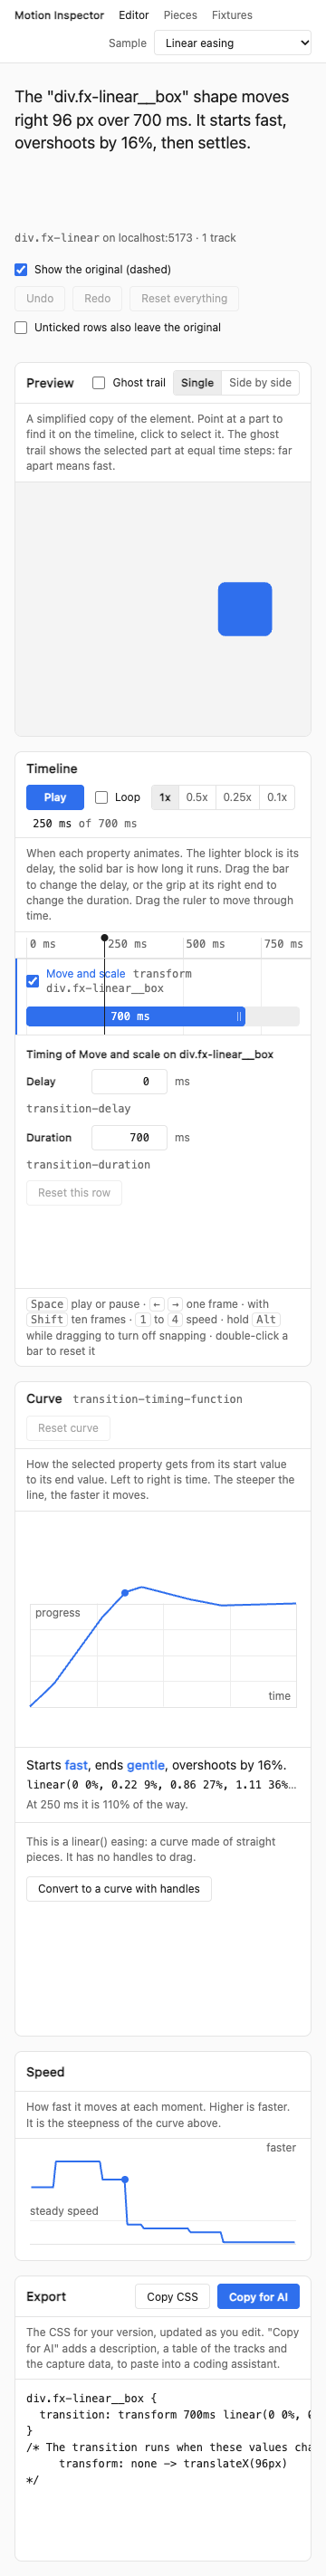 Motion Inspector Editor Pieces Fixtures
Sample Linear easing
The "div.fx-linear__box" shape moves
right 96 px over 700 ms. It starts fast,
overshoots by 16%, then settles.
div.fx-linear on localhost:5173 · 1 track
Show the original (dashed)
Undo Redo Reset everything
Unticked rows also leave the original
Preview Ghost trail Single Side by side
A simplified copy of the element. Point at a part to
find it on the timeline, click to select it. The ghost
trail shows the selected part at equal time steps: far
apart means fast.
Timeline
Play Loop 1x 0.5x 0.25x 0.1x
250 ms of 700 ms
When each property animates. The lighter block is its
delay, the solid bar is how long it runs. Drag the bar
to change the delay, or the grip at its right end to
change the duration. Drag the ruler to move through
time.
0 ms 250 ms 500 ms 750 ms
Move and scale transform
div.fx-linear__box
700 ms
Timing of Move and scale on div.fx-linear__box
Delay 0 ms
transition-delay
Duration 700 ms
transition-duration
Reset this row
Space play or pause · ← → one frame · with
Shift ten frames · 1 to 4 speed · hold Alt
while dragging to turn off snapping · double-click a
bar to reset it
Curve transition-timing-function
Reset curve
How the selected property gets from its start value
to its end value. Left to right is time. The steeper the
line, the faster it moves.
progress
time
Starts fast, ends gentle, overshoots by 16%.
linear(0 0%, 0.22 9%, 0.86 27%, 1.11 36%…
At 250 ms it is 110% of the way.
This is a linear() easing: a curve made of straight
pieces. It has no handles to drag.
Convert to a curve with handles
Speed
How fast it moves at each moment. Higher is faster.
It is the steepness of the curve above.
faster
steady speed
Export Copy CSS Copy for AI
The CSS for your version, updated as you edit. "Copy
for AI" adds a description, a table of the tracks and
the capture data, to paste into a coding assistant.
div.fx-linear__box {
transition: transform 700ms linear(0 0%,
}
/* The transition runs when these values cha
transform: none -> translateX(96px)
*/